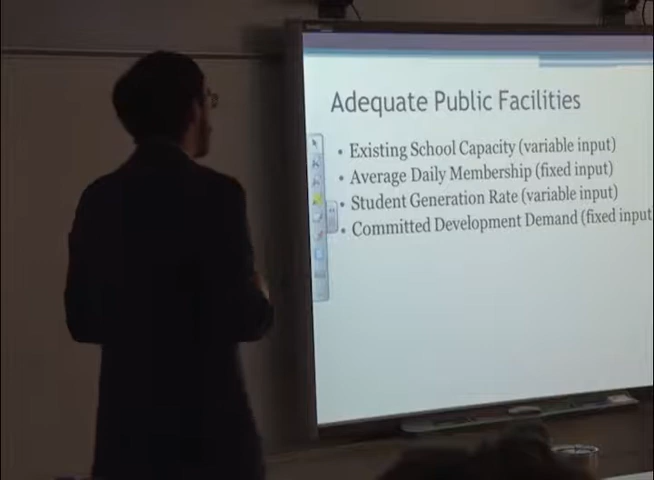 Adequate Public Facilities
• Existing School Capacity (variable input)
• Average Daily Membership (fixed input)
• Student Generation Rate (variable input)
• Committed Development Demand (fixed input